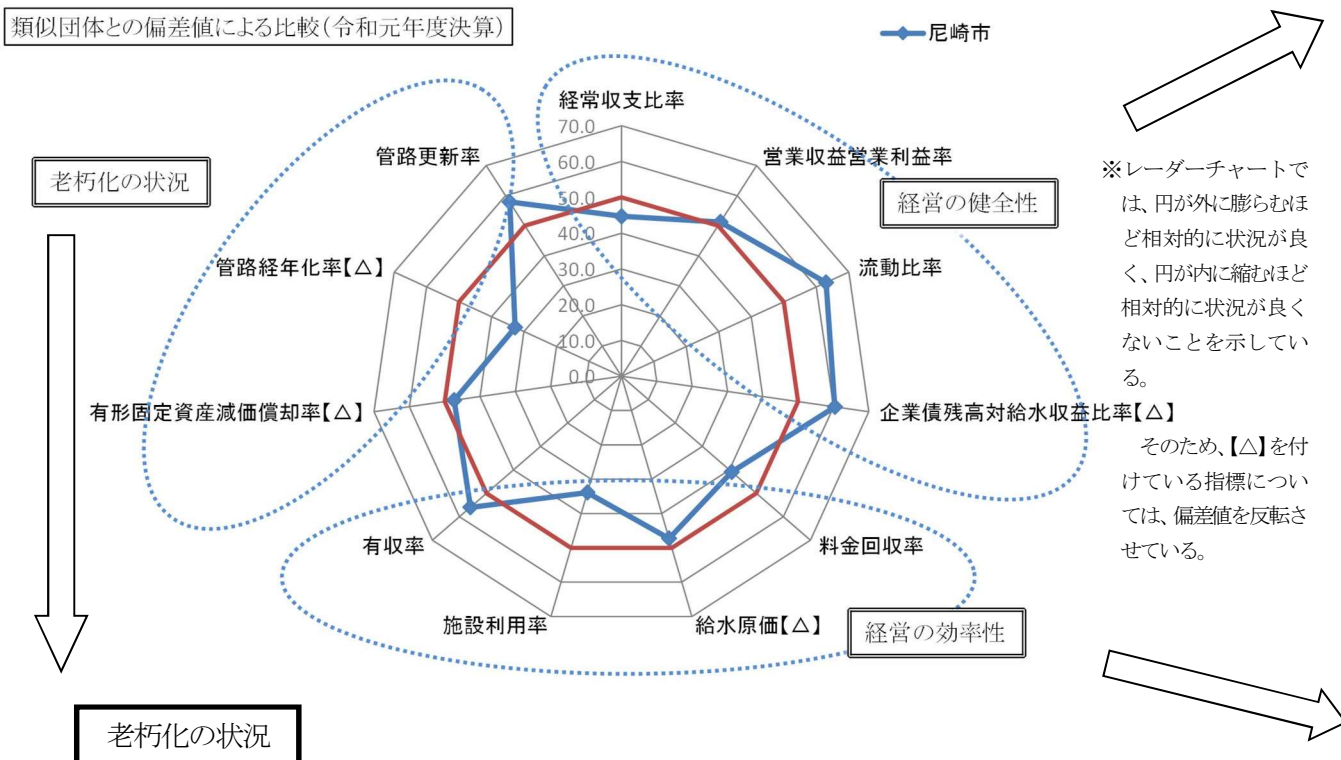 類似団体との偏差値による比較(令和元年度決算)
尼崎市
経常収支比率
70.0
60.0
50.0
40.0
30.0
20.0
10.0
0.0
管路更新率
営業収益営業利益率
老朽化の状況
経営の健全性
管路経年化率【△】
流動比率
有形固定資産減価償却率【△】
企業債残高対給水収益比率【△】
有収率
料金回収率
施設利用率
給水原価【△】
経営の効率性
※レーダーチャートで
は、円が外に膨らむほ
ど相対的に状況が良
く、円が内に縮むほど
相対的に状況が良く
ないことを示してい
る。
そのため、【△】を付
けている指標につい
ては、偏差値を反転さ
せている。
老朽化の状況